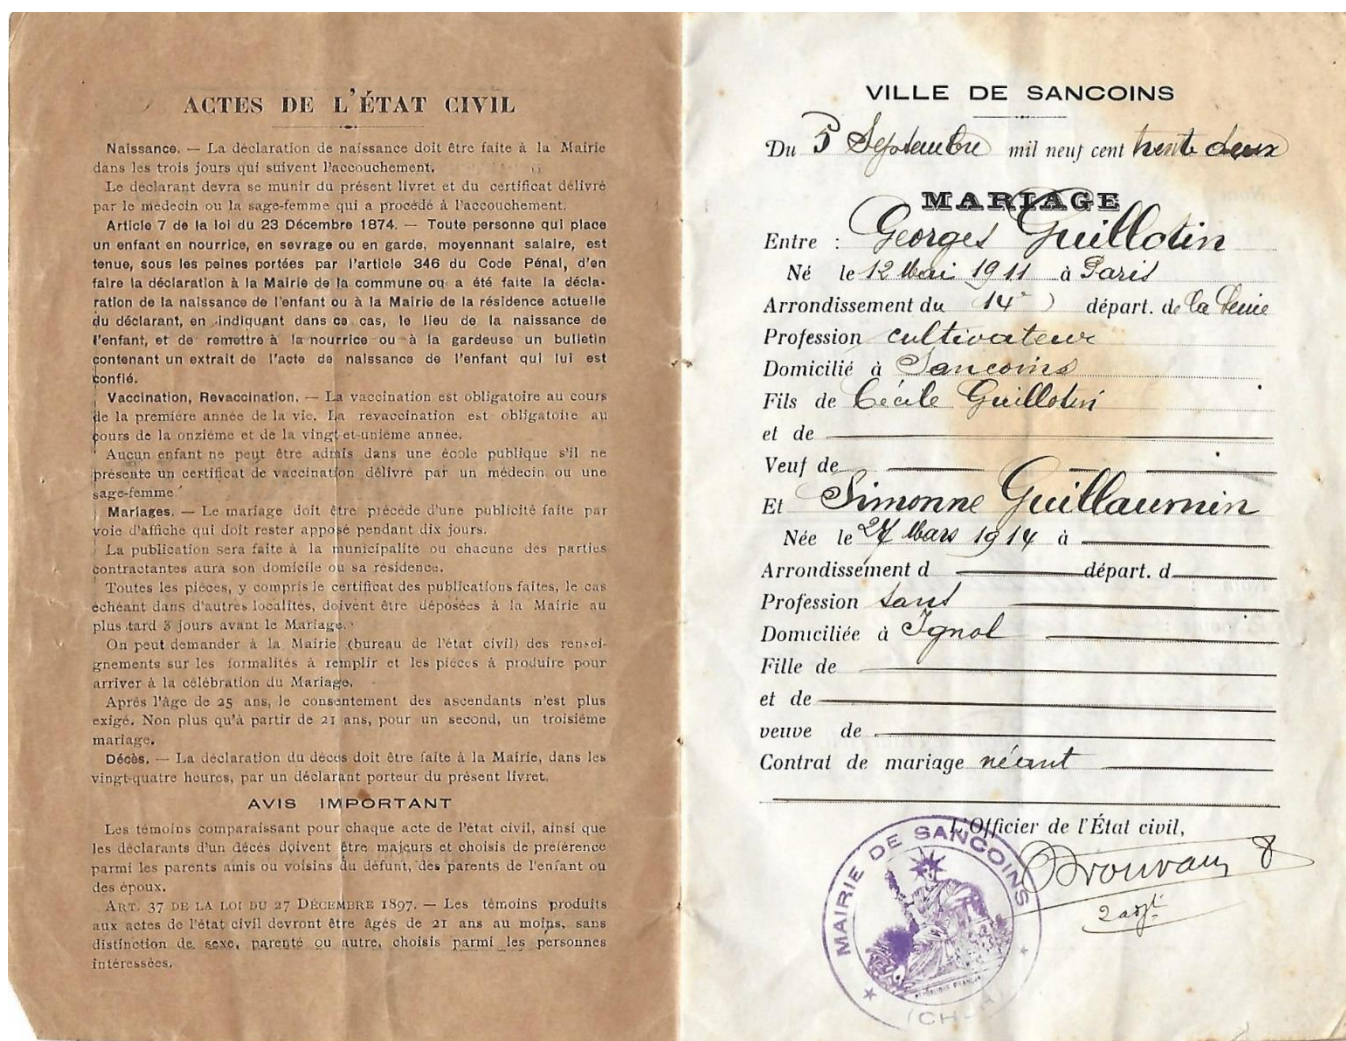 ACTES DE L'ÉTAT CIVIL
Naissance. — La déclaration de naissance doit être faite à la Mairie
dans les trois jours qui suivent l'accouchement.
Le déclarant devra se munir du présent livret et du certificat délivré
par le médecin ou la sage-femme qui a procédé à l'accouchement.
Article 7 de la loi du 23 Décembre 1874. — Toute personne qui place
un enfant en nourrice, en sevrage ou en garde, moyennant salaire, est
tenue, sous les peines portées par l'article 346 du Code Pénal, d'en
faire la déclaration à la Mairie de la commune ou a été faite la décla-
ration de la naissance de l'enfant ou à la Mairie de la résidence actuelle
du déclarant, en indiquant dans ce cas, le lieu de la naissance de
l'enfant, et de remettre à la nourrice ou à la gardeuse un bulletin
contenant un extrait de l'acte de naissance de l'enfant qui lui est
confié.
Vaccination, Revaccination. — La vaccination est obligatoire au cours
de la première année de la vie. La revaccination est obligatoite au
cours de la onzième et de la vingt-et-unième année.
Aucun enfant ne peut être admis dans une école publique s'il ne
présente un certificat de vaccination délivré par un médecin ou une
sage-femme
Mariages. — Le mariage doit être précédé d'une publicité faite par
voie d'affiche qui doit rester apposé pendant dix jours.
La publication sera faite à la municipalité ou chacune des parties
contractantes aura son domicile ou sa résidence.
Toutes les pièces, y compris le certificat des publications faites, le cas
échéant dans d'autres localités, doivent être déposées à la Mairie au
plus tard 3 jours avant le Mariage.
On peut demander à la Mairie (bureau de l'état civil) des rensei-
gnements sur les formalités à remplir et les pièces à produire pour
arriver à la célébration du Mariage.
Après l'âge de 25 ans, le consentement des ascendants n'est plus
exigé. Non plus qu'à partir de 21 ans, pour un second, un troisième
mariage.
Décès. — La déclaration du décès doit être faite à la Mairie, dans les
vingt-quatre heures, par un déclarant porteur du présent livret.
AVIS IMPORTANT
Les témoins comparaissant pour chaque acte de l'état civil, ainsi que
les déclarants d'un décès doivent être majeurs et choisis de préférence
parmi les parents amis ou voisins du défunt, des parents de l'enfant ou
des époux.
ART. 37 DE LA LOI DU 27 DÉCEMBRE 1897. — Les témoins produits
aux actes de l'état civil devront être âgés de 21 ans au moins, sans
distinction de sexe, parenté ou autre, choisis parmi les personnes
intéressées.
VILLE DE SANCOINS
Du 5 Septembre mil neuf cent trente deux
MARIAGE
Entre : Georges Guillotin
Né le 12 Mai 1911 à Paris
Arrondissement du (14e) départ. de la Seine
Profession cultivateur
Domicilié à Sancoins
Fils de Cécile Guillotin
et de
Veuf de
Et Simonne Guillaumin
Née le 27 Mars 1914 à
Arrondissement d départ. d
Profession sans
Domiciliée à Ignol
Fille de
et de
veuve de
Contrat de mariage néant
L'Officier de l'État civil,
MAIRIE DE SANCOINS
RÉPUBLIQUE FRANÇAISE
(CHER)